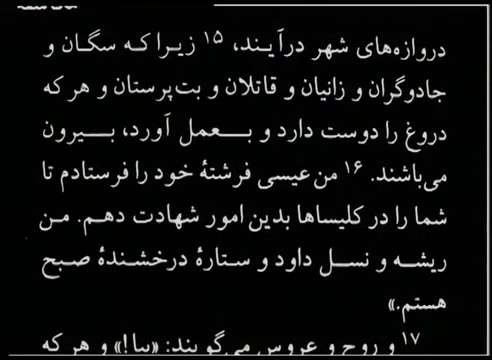 دروازه‌های شهر درآیند، ۱۵ زیرا که سگان و
جادوگران و زانیان و قاتلان و بت‌پرستان و هر که
دروغ را دوست دارد و بعمل آورد، بیرون
می‌باشند. ۱۶ من عیسی فرشتهٔ خود را فرستادم تا
شما را در کلیساها بدین امور شهادت دهم. من
ریشه و نسل داود و ستارهٔ درخشندهٔ صبح
هستم.»
۱۷ و روح و عروس می‌گویند: «بیا!» و هر که